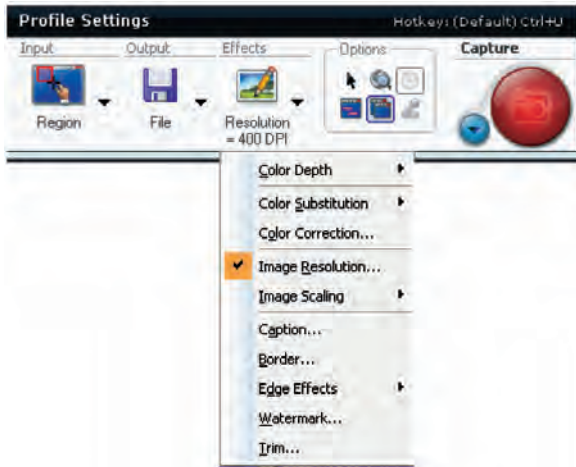 Profile Settings Hotkey: (Default) Ctrl+U
Input Output Effects Options Capture
Region File Resolution
= 400 DPI
Color Depth
Color Substitution
Color Correction...
Image Resolution...
Image Scaling
Caption...
Border...
Edge Effects
Watermark...
Trim...